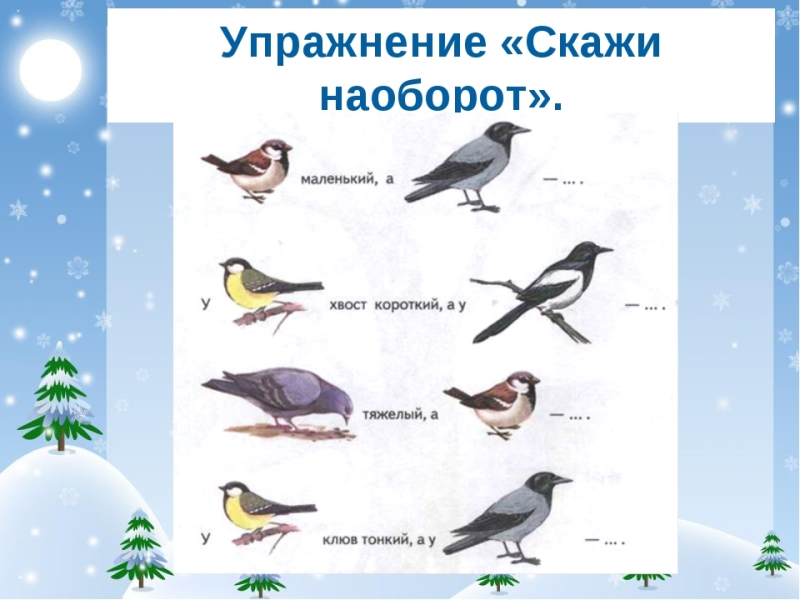 Упражнение «Скажи
наоборот».
маленький, а — ... .
У хвост короткий, а у — ... .
тяжелый, а — ... .
У клюв тонкий, а у — ... .